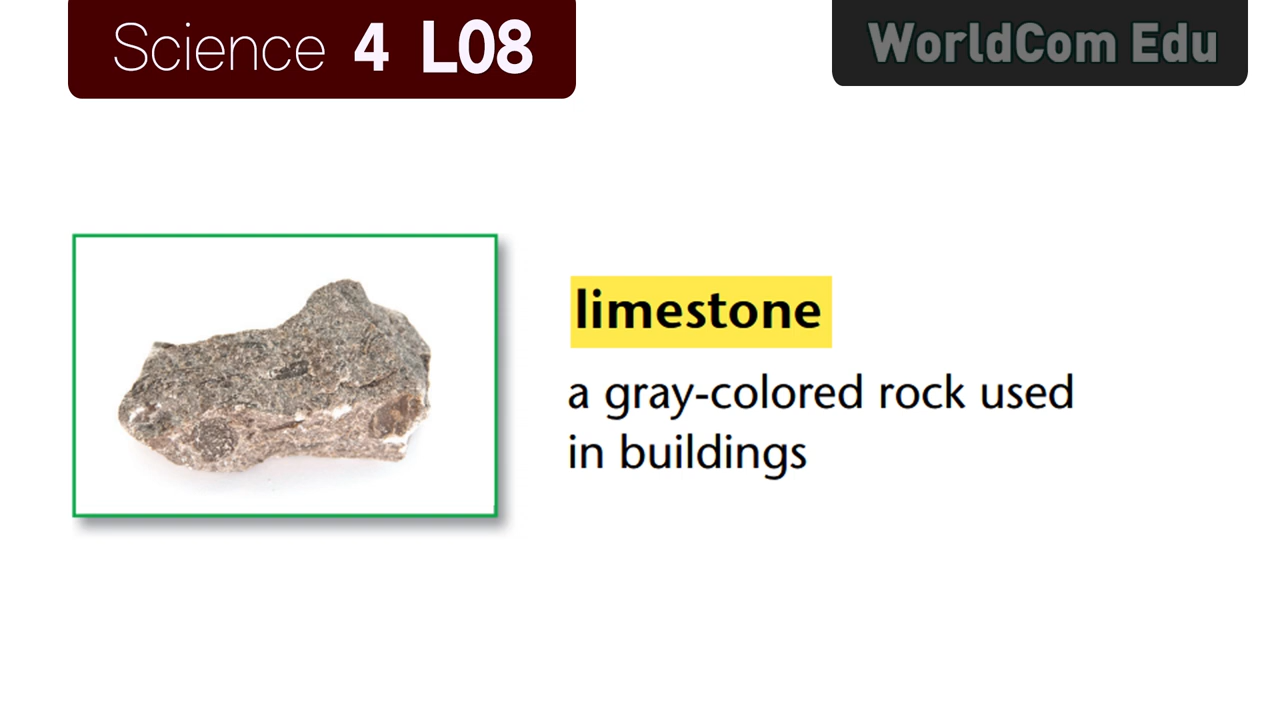 Science 4 L08
WorldCom Edu
limestone
a gray-colored rock used
in buildings